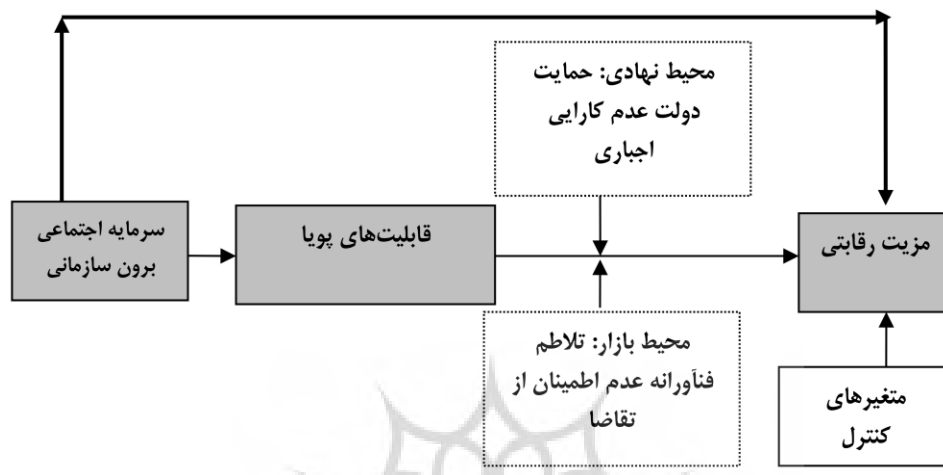 محیط نهادی: حمایت
دولت عدم کارایی
اجباری
سرمایه اجتماعی
برون سازمانی
قابلیت‌های پویا
مزیت رقابتی
محیط بازار: تلاطم
فنآورانه عدم اطمینان از
تقاضا
متغیرهای
کنترل